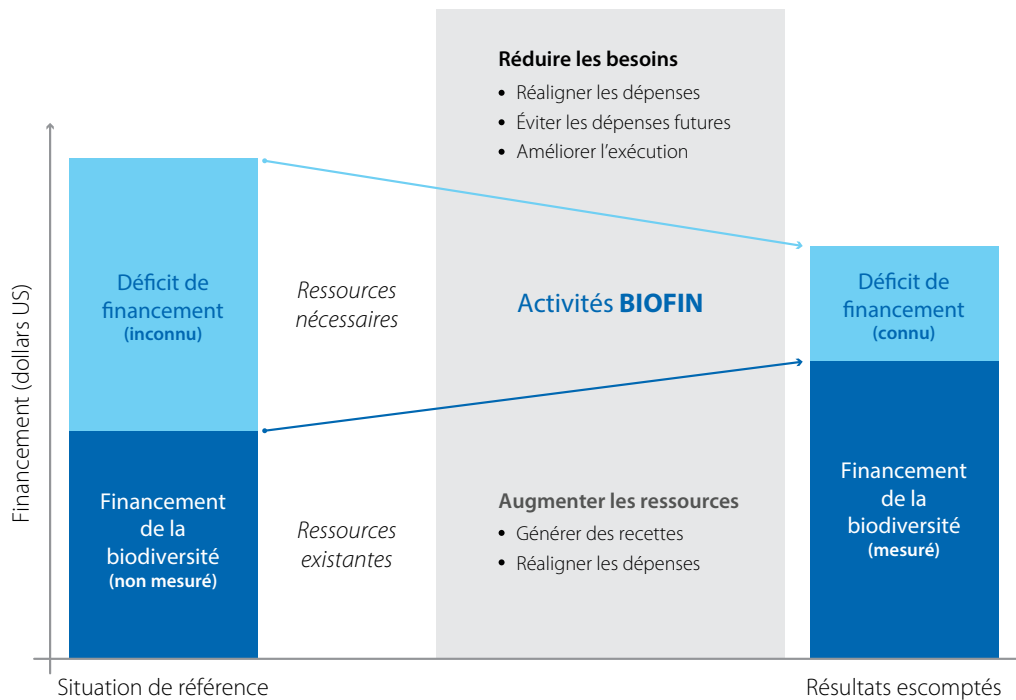 Réduire les besoins
• Réaligner les dépenses
• Éviter les dépenses futures
• Améliorer l’exécution
Financement (dollars US)
Déficit de
financement
(inconnu)
Ressources
nécessaires
Activités BIOFIN
Déficit de
financement
(connu)
Financement
de la
biodiversité
(non mesuré)
Ressources
existantes
Augmenter les ressources
• Générer des recettes
• Réaligner les dépenses
Financement
de la
biodiversité
(mesuré)
Situation de référence
Résultats escomptés